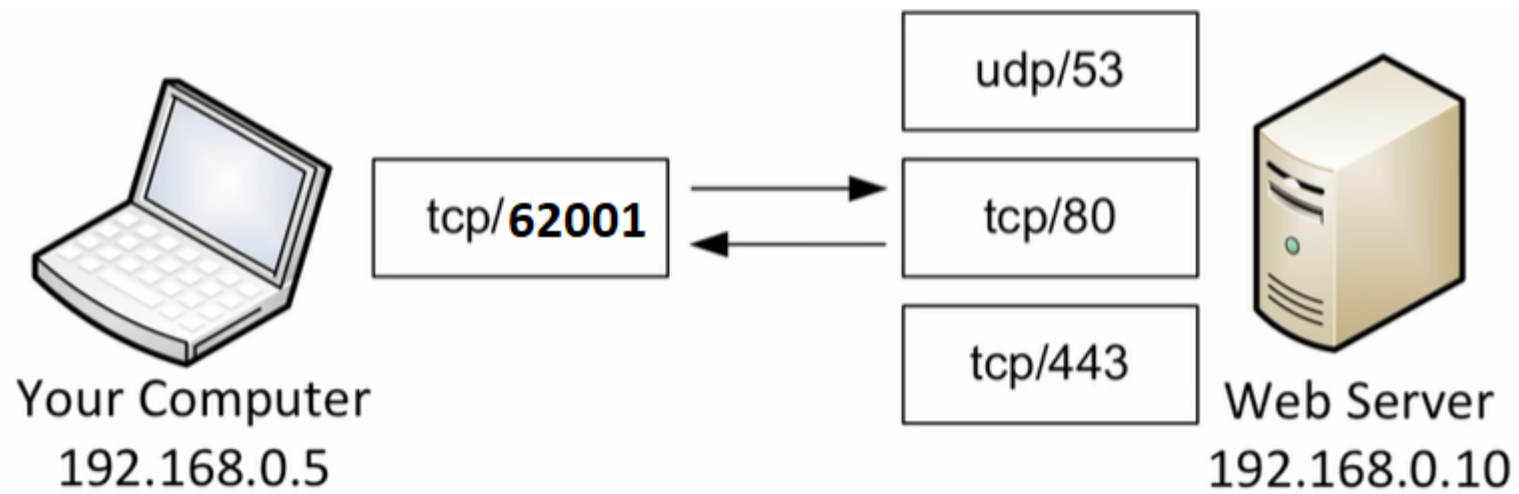 udp/53
tcp/62001
tcp/80
tcp/443
Your Computer
192.168.0.5
Web Server
192.168.0.10